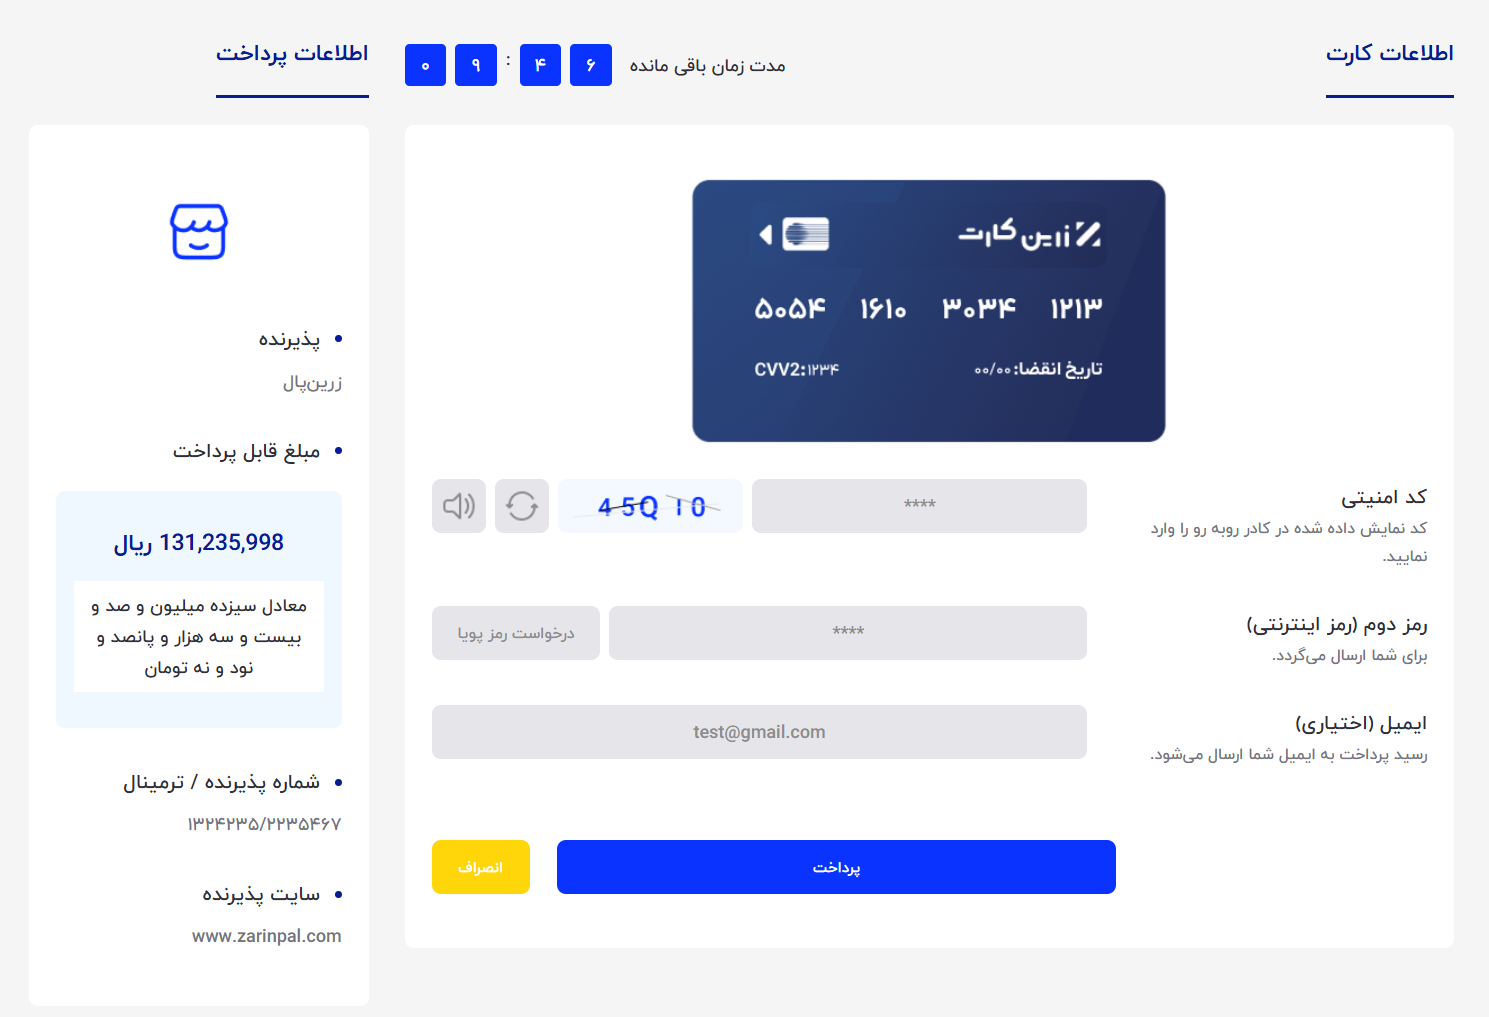 اطلاعات کارت
مدت زمان باقی مانده
۰ ۹ : ۴ ۶
زرین کارت
۵۰۵۴ ۱۶۱۰ ۳۰۳۴ ۱۲۱۳
تاریخ انقضا: ۰۰/۰۰
CVV2:۱۲۳۴
کد امنیتی
کد نمایش داده شده در کادر روبه رو را وارد
نمایید.
****
45Q10
رمز دوم (رمز اینترنتی)
برای شما ارسال می‌گردد.
****
درخواست رمز پویا
ایمیل (اختیاری)
رسید پرداخت به ایمیل شما ارسال می‌شود.
test@gmail.com
پرداخت
انصراف
اطلاعات پرداخت
پذیرنده
زرین‌پال
مبلغ قابل پرداخت
131,235,998 ریال
معادل سیزده میلیون و صد و
بیست و سه هزار و پانصد و
نود و نه تومان
شماره پذیرنده / ترمینال
۱۳۲۴۲۳۵/۲۲۳۵۴۶۷
سایت پذیرنده
www.zarinpal.com